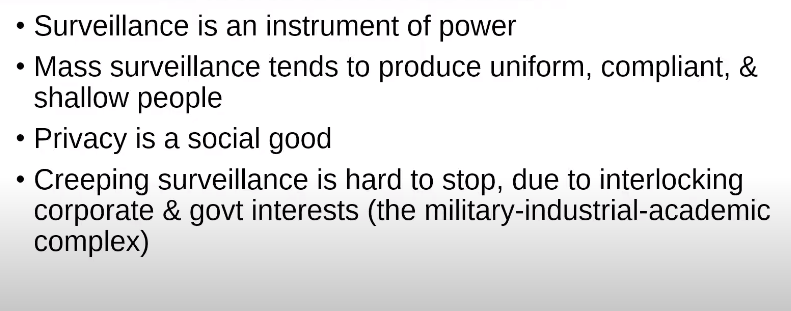 • Surveillance is an instrument of power
• Mass surveillance tends to produce uniform, compliant, &
shallow people
• Privacy is a social good
• Creeping surveillance is hard to stop, due to interlocking
corporate & govt interests (the military-industrial-academic
complex)